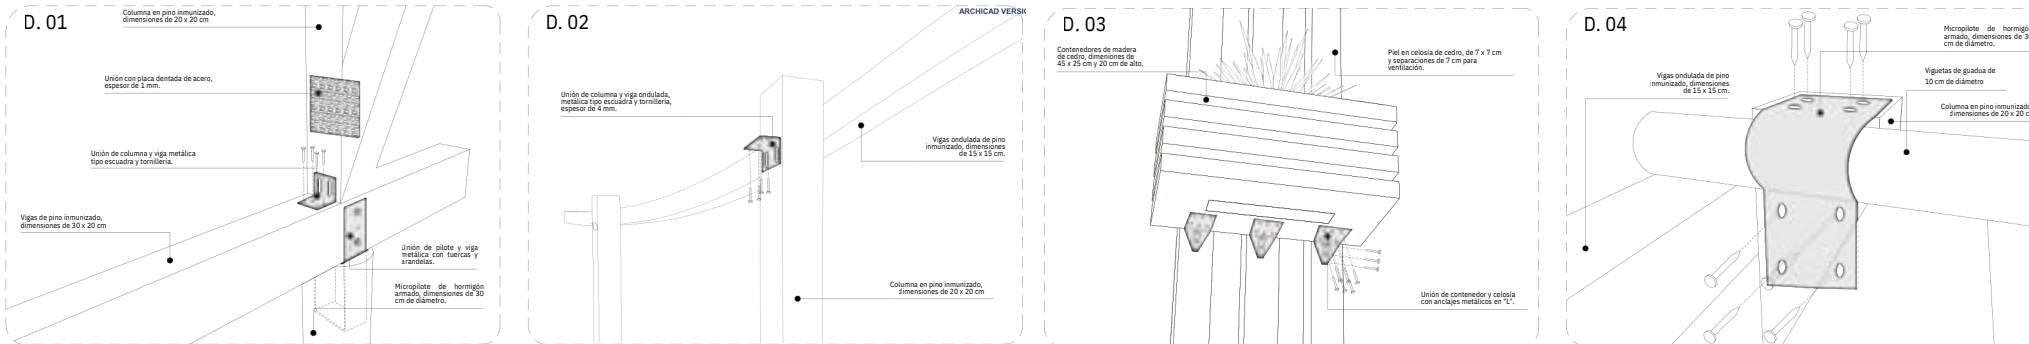 D. 01
Columna en pino inmunizado,
dimensiones de 20 x 20 cm
Unión con placa dentada de acero,
espesor de 1 mm.
Unión de columna y viga metálica
tipo escuadra y tornillería.
Vigas de pino inmunizado,
dimensiones de 30 x 20 cm
Unión de pilote y viga
metálica con tuercas y
arandelas.
Micropilote de hormigón
armado, dimensiones de 30
cm de diámetro.
D. 02
ARCHICAD VERSI
Unión de columna y viga ondulada,
metálica tipo escuadra y tornillería,
espesor de 4 mm.
Vigas ondulada de pino
inmunizado, dimensiones
de 15 x 15 cm.
Columna en pino inmunizado,
dimensiones de 20 x 20 cm
D. 03
Contenedores de madera
de cedro, dimeniones de
45 x 25 cm y 20 cm de alto.
Piel en celosía de cedro, de 7 x 7 cm
y separaciones de 7 cm para
ventilación.
Unión de contenedor y celosía
con anclajes metálicos en "L".
D. 04
Micropilote de hormigó
armado, dimensiones de 3
cm de diámetro.
Vigas ondulada de pino
inmunizado, dimensiones
de 15 x 15 cm.
Viguetas de guadua de
10 cm de diámetro
Columna en pino inmunizado
dimensiones de 20 x 20 c